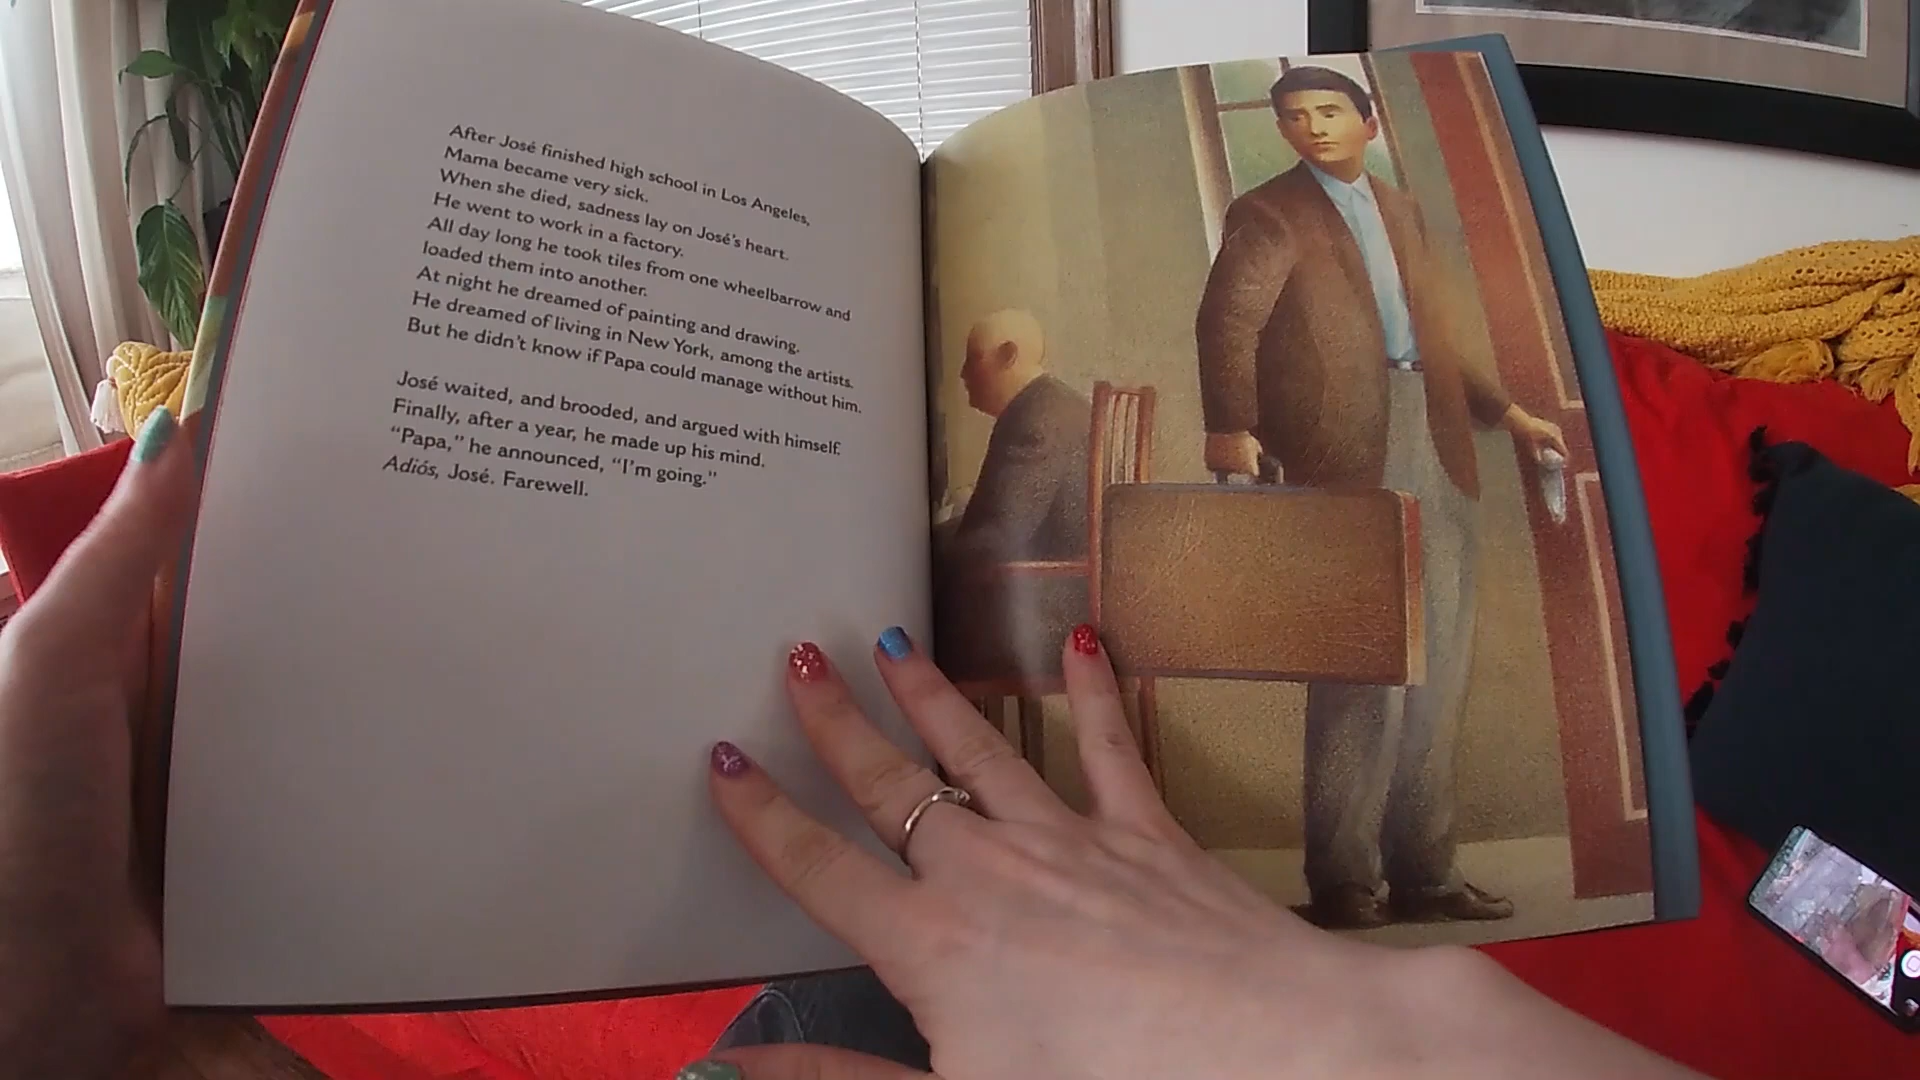 After José finished high school in Los Angeles,
Mama became very sick.
When she died, sadness lay on José's heart.
He went to work in a factory.
All day long he took tiles from one wheelbarrow and
loaded them into another.
At night he dreamed of painting and drawing.
He dreamed of living in New York, among the artists.
But he didn't know if Papa could manage without him.
José waited, and brooded, and argued with himself.
Finally, after a year, he made up his mind.
“Papa,” he announced, “I'm going.”
Adiós, José. Farewell.